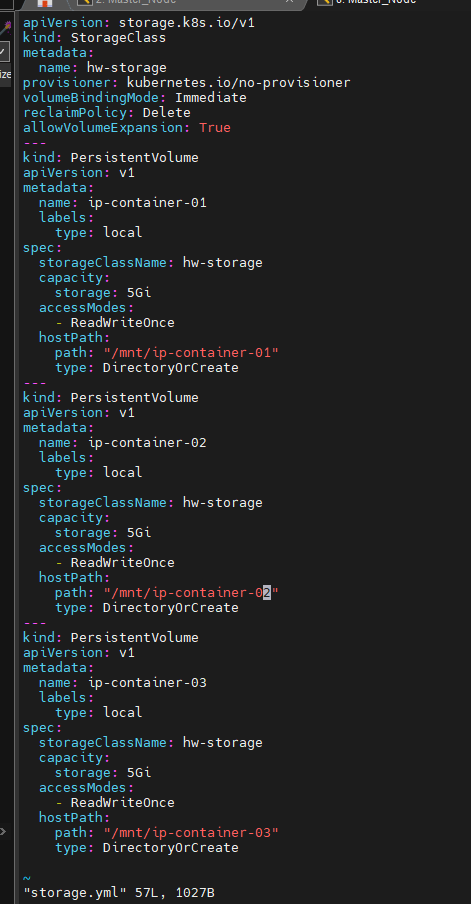 2. Master_Node
6. Master_Node
ize
apiVersion: storage.k8s.io/v1
kind: StorageClass
metadata:
  name: hw-storage
provisioner: kubernetes.io/no-provisioner
volumeBindingMode: Immediate
reclaimPolicy: Delete
allowVolumeExpansion: True
---
kind: PersistentVolume
apiVersion: v1
metadata:
  name: ip-container-01
  labels:
    type: local
spec:
  storageClassName: hw-storage
  capacity:
    storage: 5Gi
  accessModes:
    - ReadWriteOnce
  hostPath:
    path: "/mnt/ip-container-01"
    type: DirectoryOrCreate
---
kind: PersistentVolume
apiVersion: v1
metadata:
  name: ip-container-02
  labels:
    type: local
spec:
  storageClassName: hw-storage
  capacity:
    storage: 5Gi
  accessModes:
    - ReadWriteOnce
  hostPath:
    path: "/mnt/ip-container-02"
    type: DirectoryOrCreate
---
kind: PersistentVolume
apiVersion: v1
metadata:
  name: ip-container-03
  labels:
    type: local
spec:
  storageClassName: hw-storage
  capacity:
    storage: 5Gi
  accessModes:
    - ReadWriteOnce
  hostPath:
    path: "/mnt/ip-container-03"
    type: DirectoryOrCreate
~
"storage.yml" 57L, 1027B